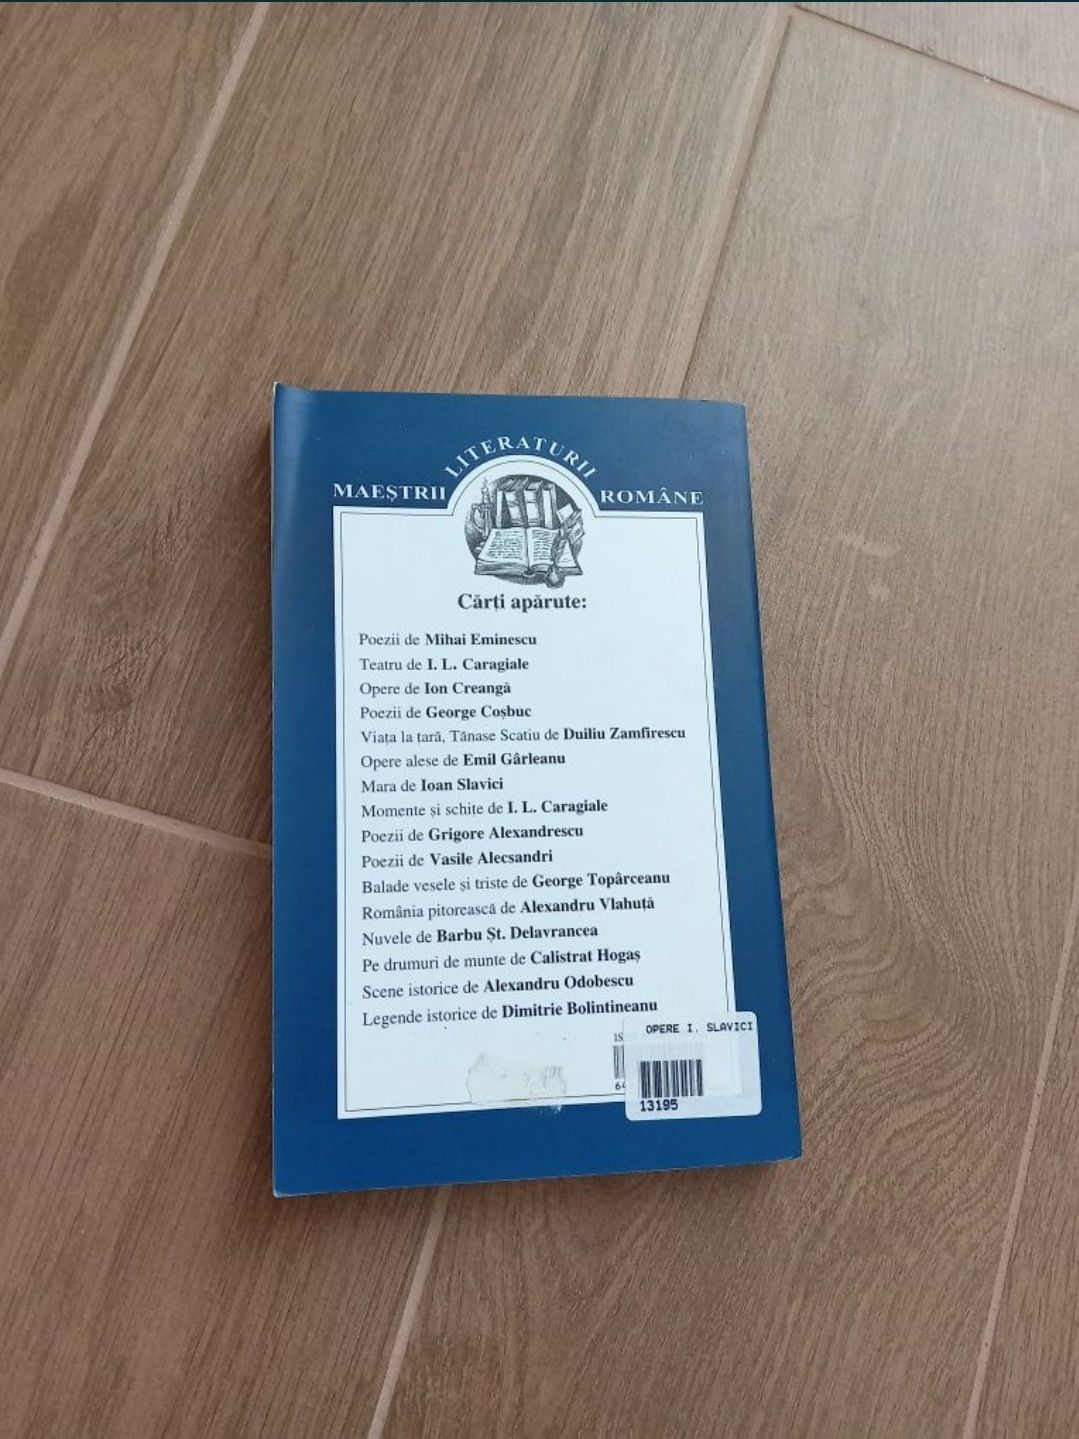 MAEȘTRII LITERATURII ROMÂNE
Cărți apărute:
Poezii de Mihai Eminescu
Teatru de I. L. Caragiale
Opere de Ion Creangă
Poezii de George Coșbuc
Viața la țară, Tănase Scatiu de Duiliu Zamfirescu
Opere alese de Emil Gârleanu
Mara de Ioan Slavici
Momente și schițe de I. L. Caragiale
Poezii de Grigore Alexandrescu
Poezii de Vasile Alecsandri
Balade vesele și triste de George Topârceanu
România pitorească de Alexandru Vlahuță
Nuvele de Barbu Șt. Delavrancea
Pe drumuri de munte de Calistrat Hogaș
Scene istorice de Alexandru Odobescu
Legende istorice de Dimitrie Bolintineanu
OPERE I. SLAVICI
13195